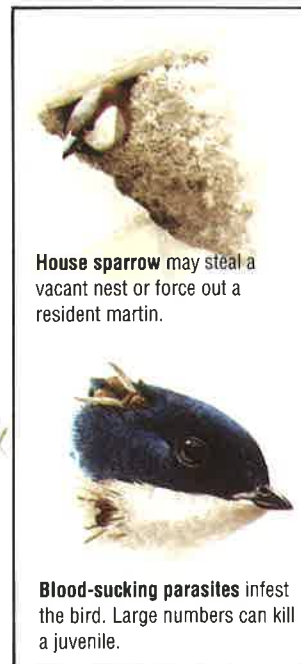 House sparrow may steal a
vacant nest or force out a
resident martin.
Blood-sucking parasites infest
the bird. Large numbers can kill
a juvenile.